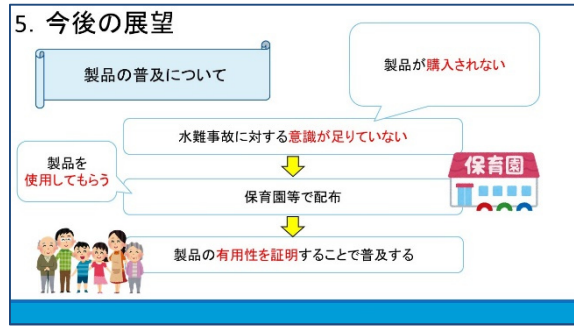 5. 今後の展望
製品の普及について
製品が購入されない
水難事故に対する意識が足りていない
製品を
使用してもらう
保育園等で配布
保育園
製品の有用性を証明することで普及する